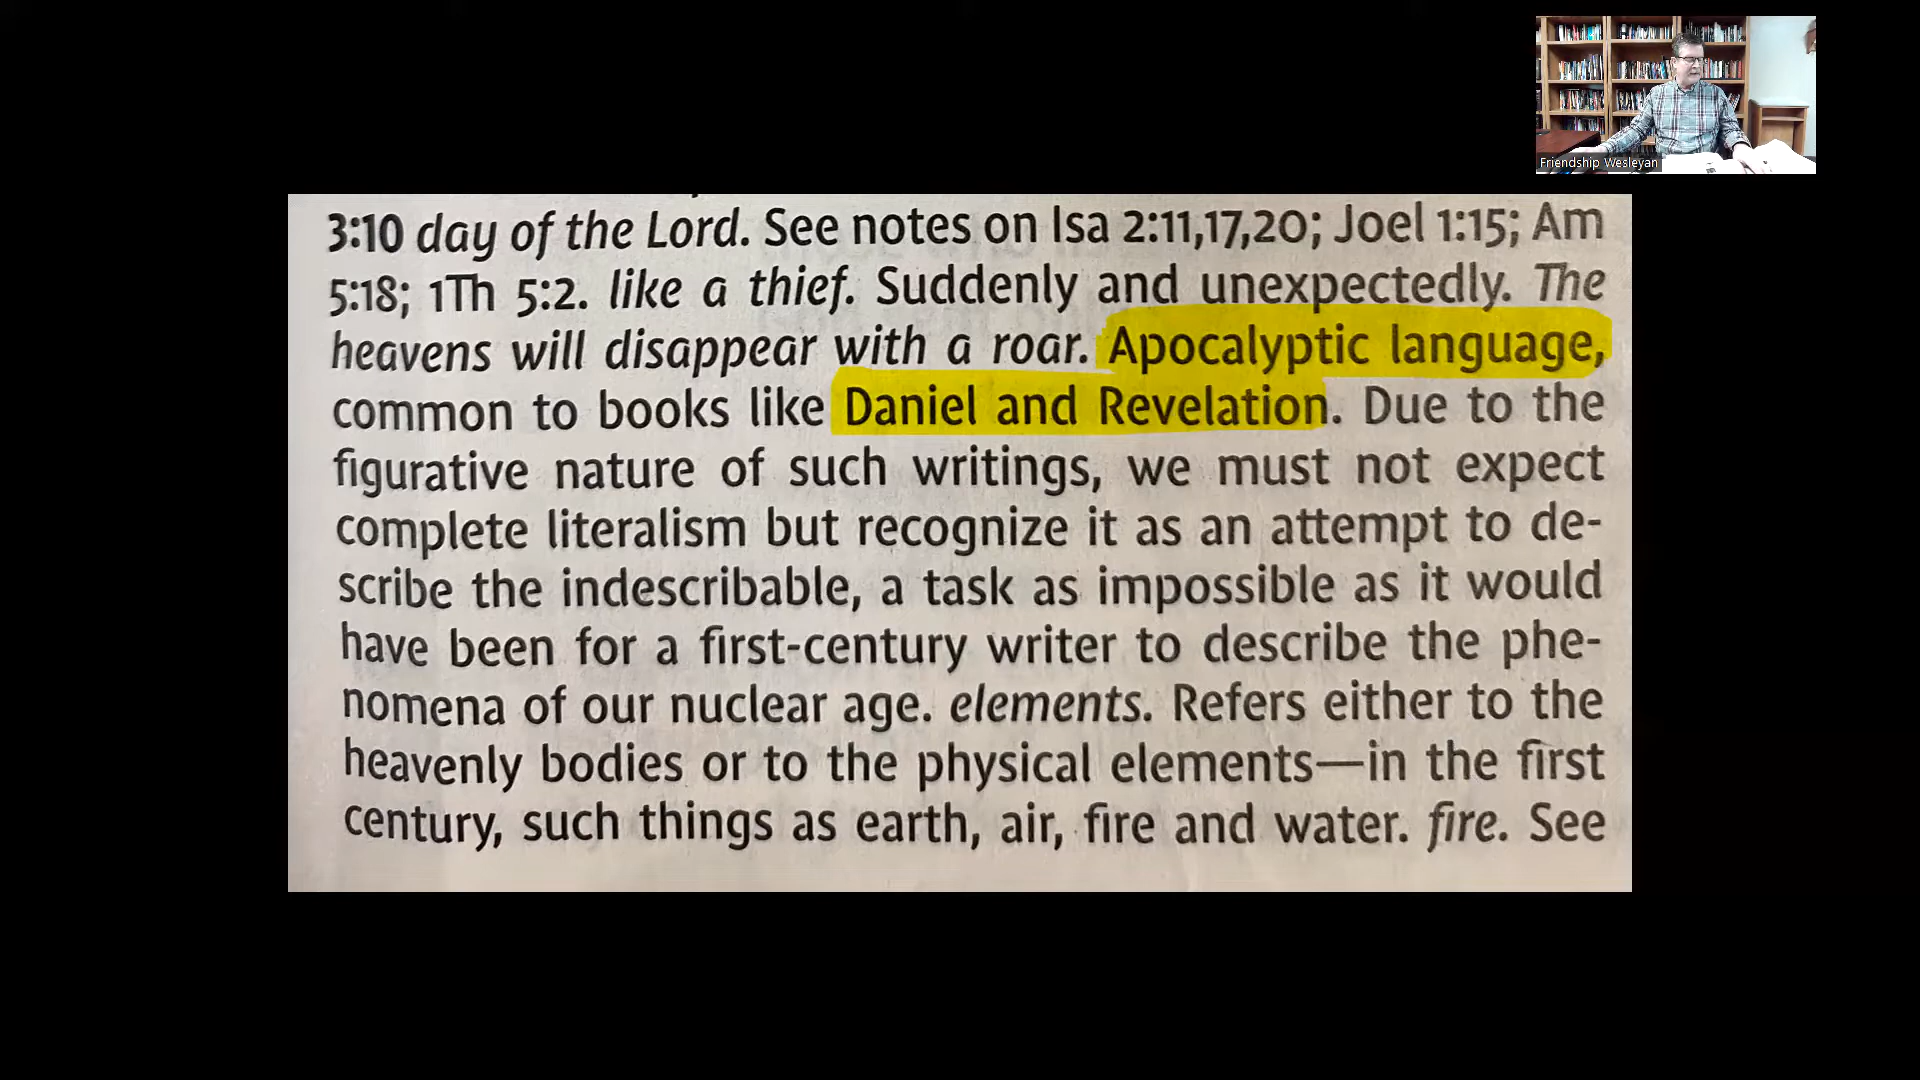 Friendship Wesleyan
3:10 day of the Lord. See notes on Isa 2:11,17,20; Joel 1:15; Am
5:18; 1Th 5:2. like a thief. Suddenly and unexpectedly. The
heavens will disappear with a roar. Apocalyptic language,
common to books like Daniel and Revelation. Due to the
figurative nature of such writings, we must not expect
complete literalism but recognize it as an attempt to de-
scribe the indescribable, a task as impossible as it would
have been for a first-century writer to describe the phe-
nomena of our nuclear age. elements. Refers either to the
heavenly bodies or to the physical elements—in the first
century, such things as earth, air, fire and water. fire. See